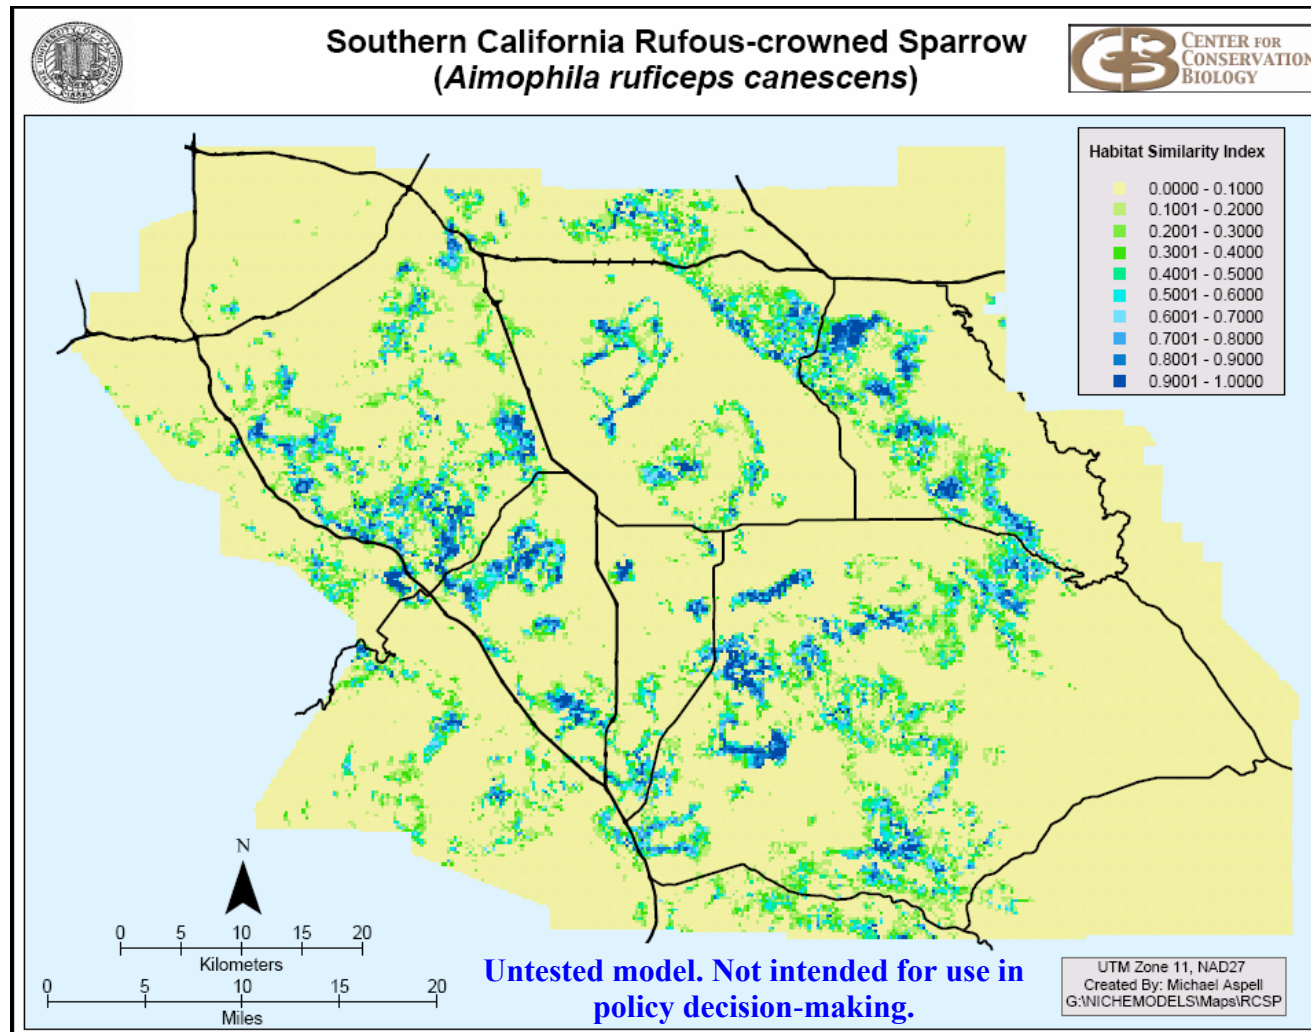 Southern California Rufous-crowned Sparrow
(Aimophila ruficeps canescens)
CENTER FOR
CONSERVATION
BIOLOGY
Habitat Similarity Index
0.0000 - 0.1000
0.1001 - 0.2000
0.2001 - 0.3000
0.3001 - 0.4000
0.4001 - 0.5000
0.5001 - 0.6000
0.6001 - 0.7000
0.7001 - 0.8000
0.8001 - 0.9000
0.9001 - 1.0000
N
0 5 10 15 20
Kilometers
0 5 10 15 20
Miles
Untested model. Not intended for use in
policy decision-making.
UTM Zone 11, NAD27
Created By: Michael Aspell
G:\NICHEMODELS\Maps\RCSP